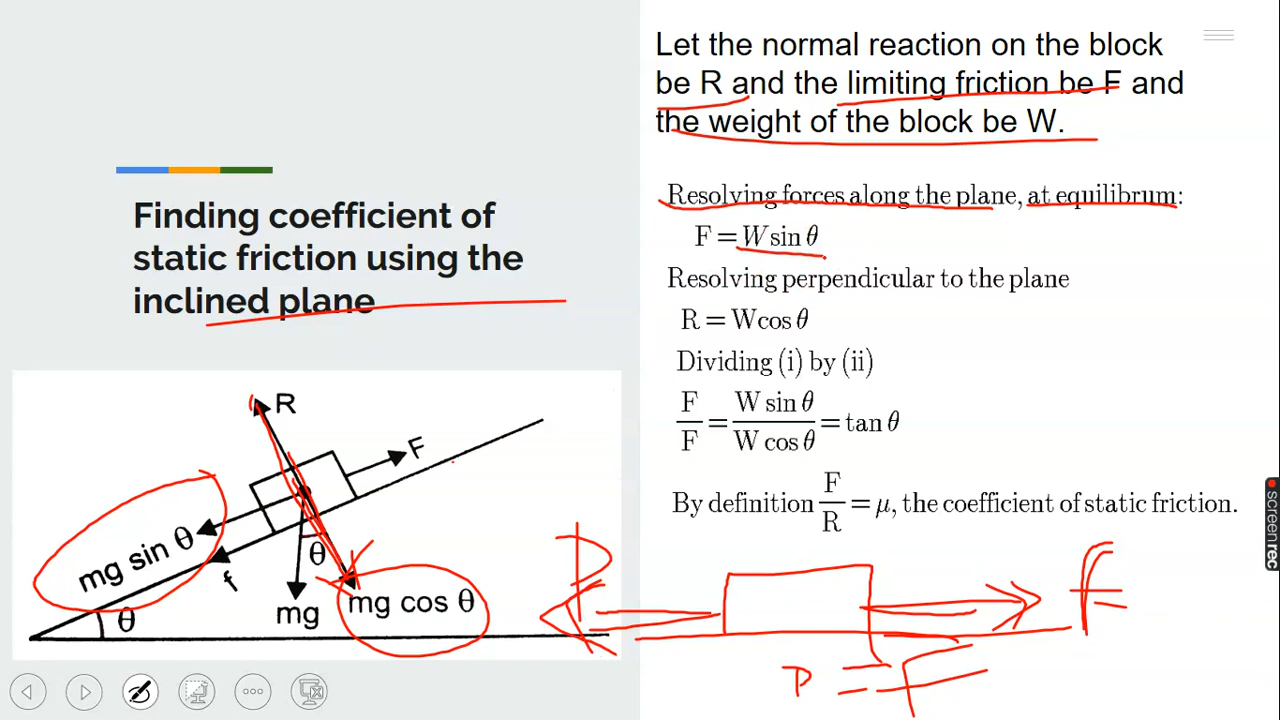 Let the normal reaction on the block
be R and the limiting friction be F and
the weight of the block be W.
Finding coefficient of
static friction using the
inclined plane
Resolving forces along the plane, at equilibrum:
F = W sin θ
Resolving perpendicular to the plane
R = W cos θ
Dividing (i) by (ii)
F/F = W sin θ/W cos θ = tan θ
By definition F/R = μ, the coefficient of static friction.
R
F
mg sin θ
f
θ
mg
mg cos θ
θ
P
F
P = F
screenrec